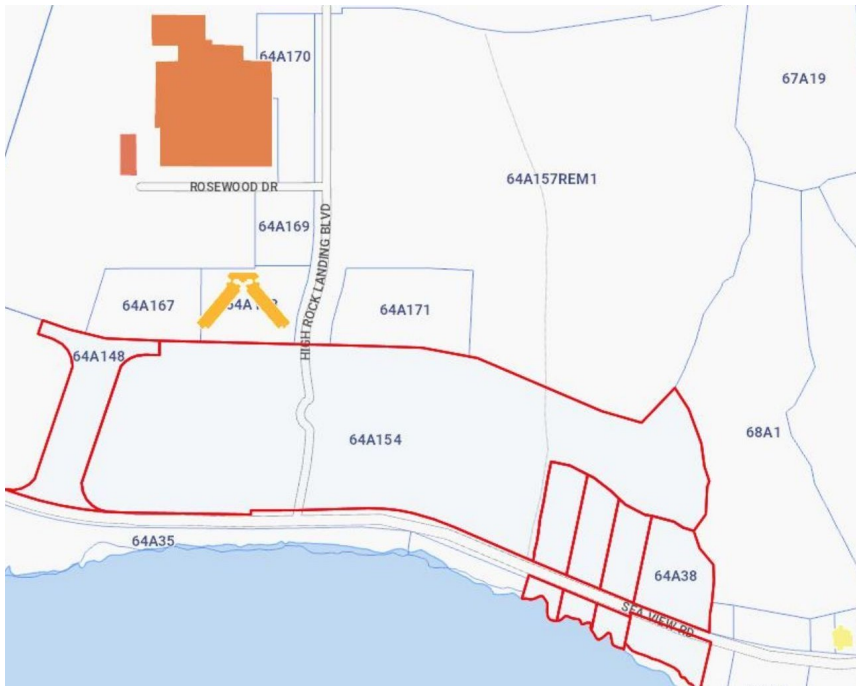 64A170
67A19
64A157REM1
ROSEWOOD DR
64A169
HIGH ROCK LANDING BLVD
64A167
64A171
64A148
64A154
68A1
64A35
64A38
SEA VIEW RD